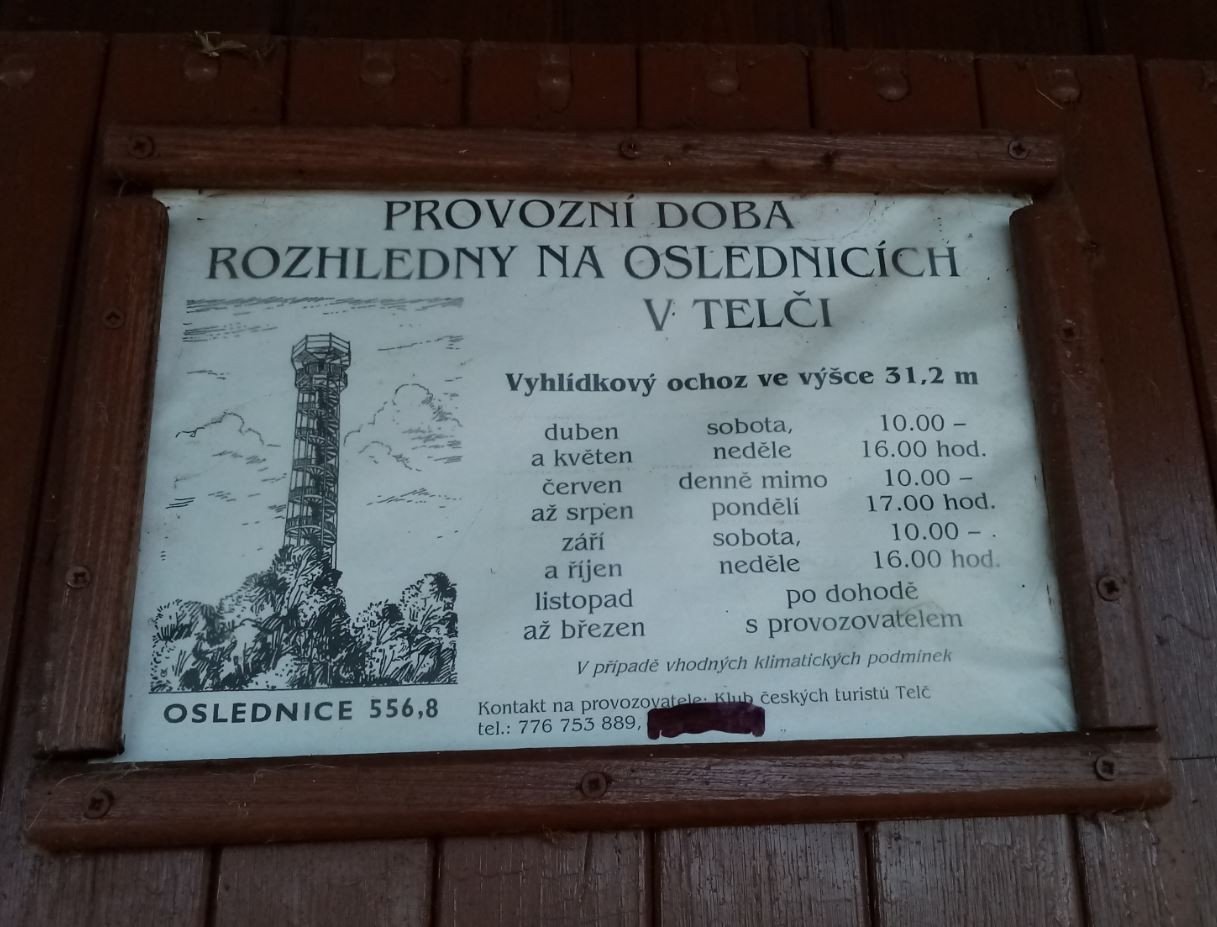 PROVOZNÍ DOBA
ROZHLEDNY NA OSLEDNICÍCH
V TELČI
Vyhlídkový ochoz ve výšce 31,2 m
duben sobota, 10.00 –
a květen neděle 16.00 hod.
červen denně mimo 10.00 –
až srpen pondělí 17.00 hod.
září sobota, 10.00 –
a říjen neděle 16.00 hod.
listopad po dohodě
až březen s provozovatelem
V případě vhodných klimatických podmínek
OSLEDNICE 556,8
Kontakt na provozovatele: Klub českých turistů Telč
tel.: 776 753 889,